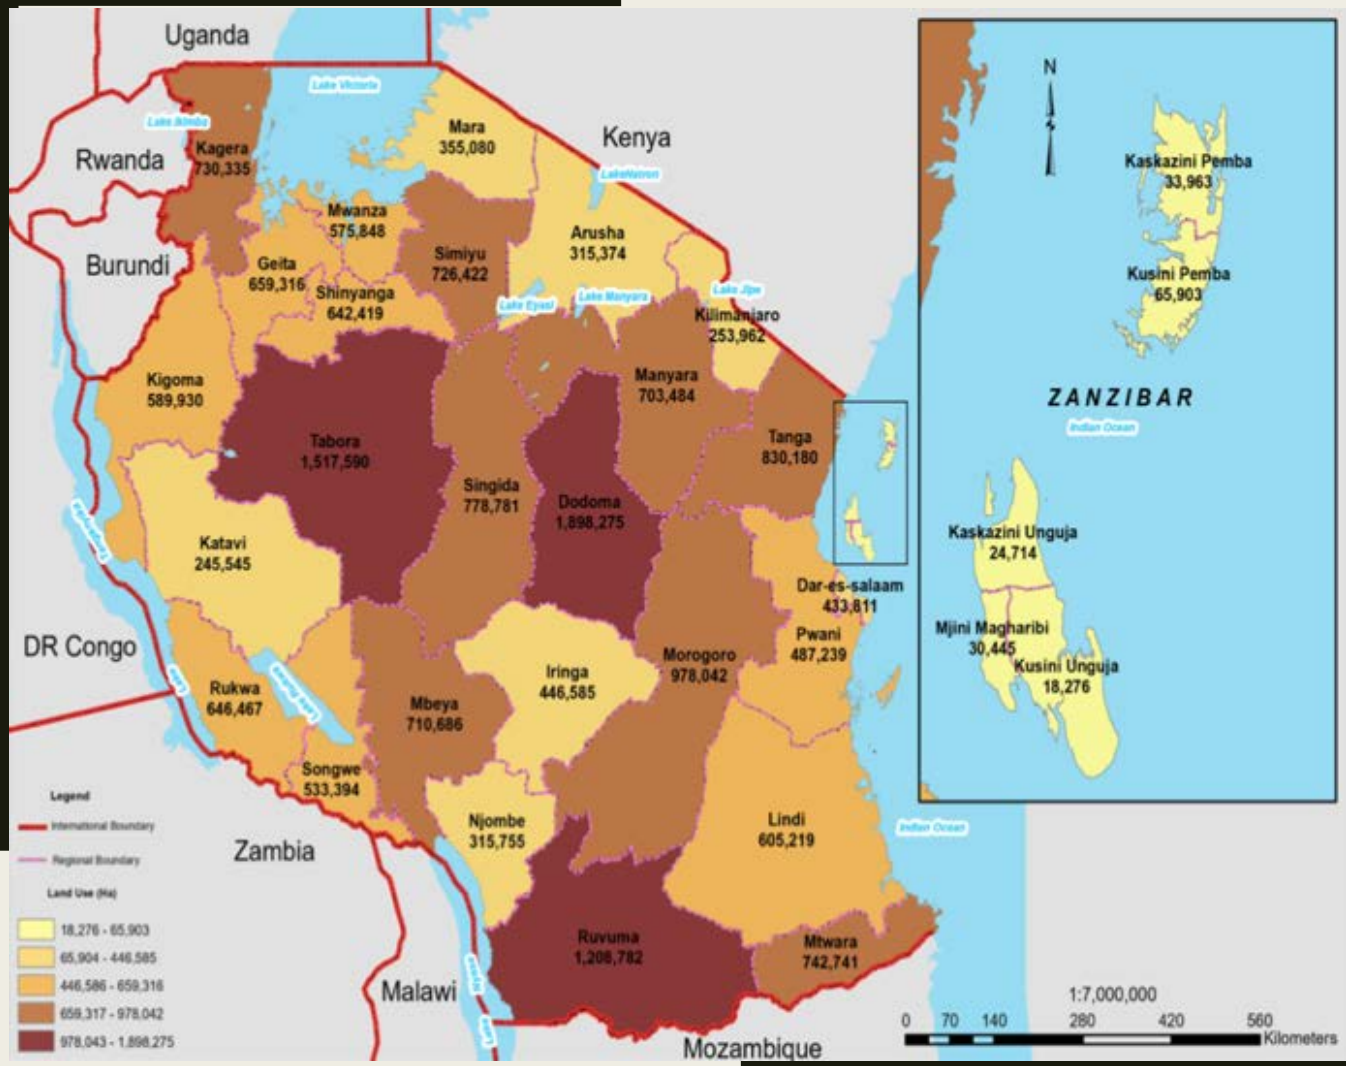 Uganda
Lake Victoria
Lake Ikimba
Rwanda
Kagera
730,335
Mara
355,080
Kenya
LakeNatron
Burundi
Mwanza
575,848
Geita
659,316
Shinyanga
642,419
Simiyu
726,422
Arusha
315,374
Lake Eyasi
Lake Manyara
Lake Jipe
Kilimanjaro
253,962
Kigoma
589,930
Manyara
703,484
Tabora
1,517,590
Tanga
830,180
Singida
778,781
Dodoma
1,898,275
Tanganyika
Katavi
245,545
Dar-es-salaam
433,811
Pwani
487,239
DR Congo
Lake
Rukwa
646,467
Lake Rukwa
Mbeya
710,686
Iringa
446,585
Morogoro
978,042
Songwe
533,394
Njombe
315,755
Lindi
605,219
Indian Ocean
Zambia
Ruvuma
1,208,782
Mtwara
742,741
Malawi
Nyasa
Lake
Mozambique
N
Kaskazini Pemba
33,963
Kusini Pemba
65,903
ZANZIBAR
Indian Ocean
Kaskazini Unguja
24,714
Mjini Magharibi
30,445
Kusini Unguja
18,276
Legend
International Boundary
Regional Boundary
Land Use (Ha)
18,276 - 65,903
65,904 - 446,585
446,586 - 659,316
659,317 - 978,042
978,043 - 1,898,275
1:7,000,000
0 70 140 280 420 560
Kilometers